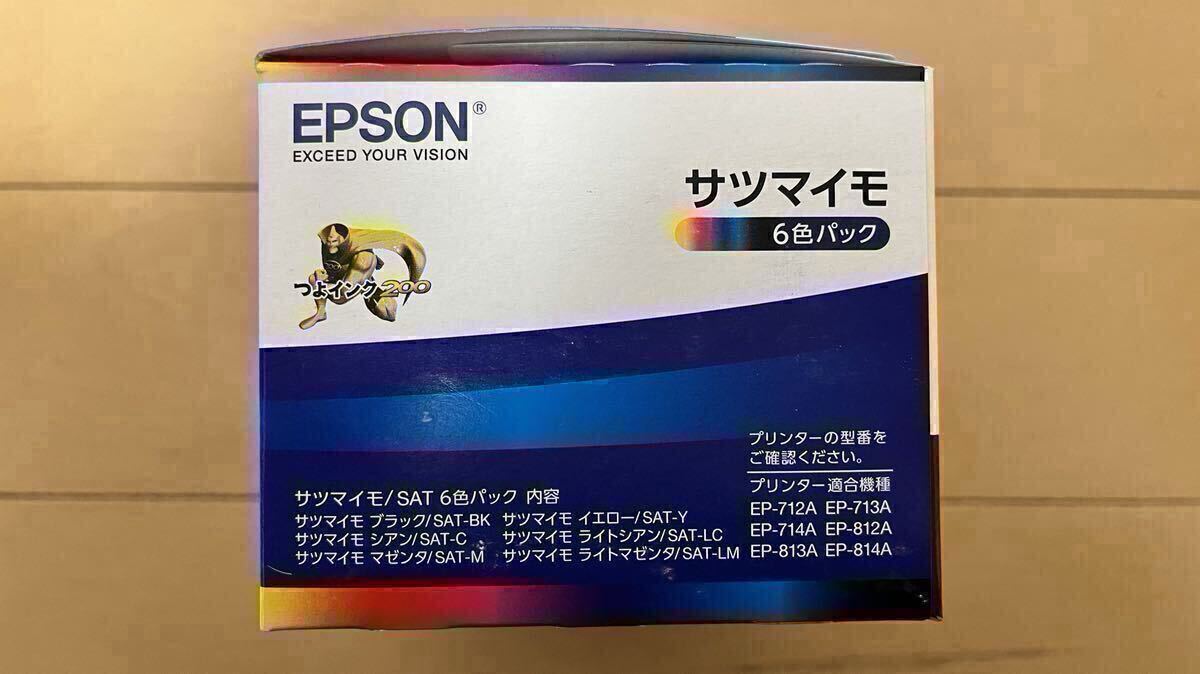 EPSON®
EXCEED YOUR VISION
サツマイモ
6色パック
つよインク200
プリンターの型番を
ご確認ください。
プリンター適合機種
EP-712A EP-713A
EP-714A EP-812A
EP-813A EP-814A
サツマイモ/SAT 6色パック 内容
サツマイモ ブラック/SAT-BK サツマイモ イエロー/SAT-Y
サツマイモ シアン/SAT-C サツマイモ ライトシアン/SAT-LC
サツマイモ マゼンタ/SAT-M サツマイモ ライトマゼンタ/SAT-LM